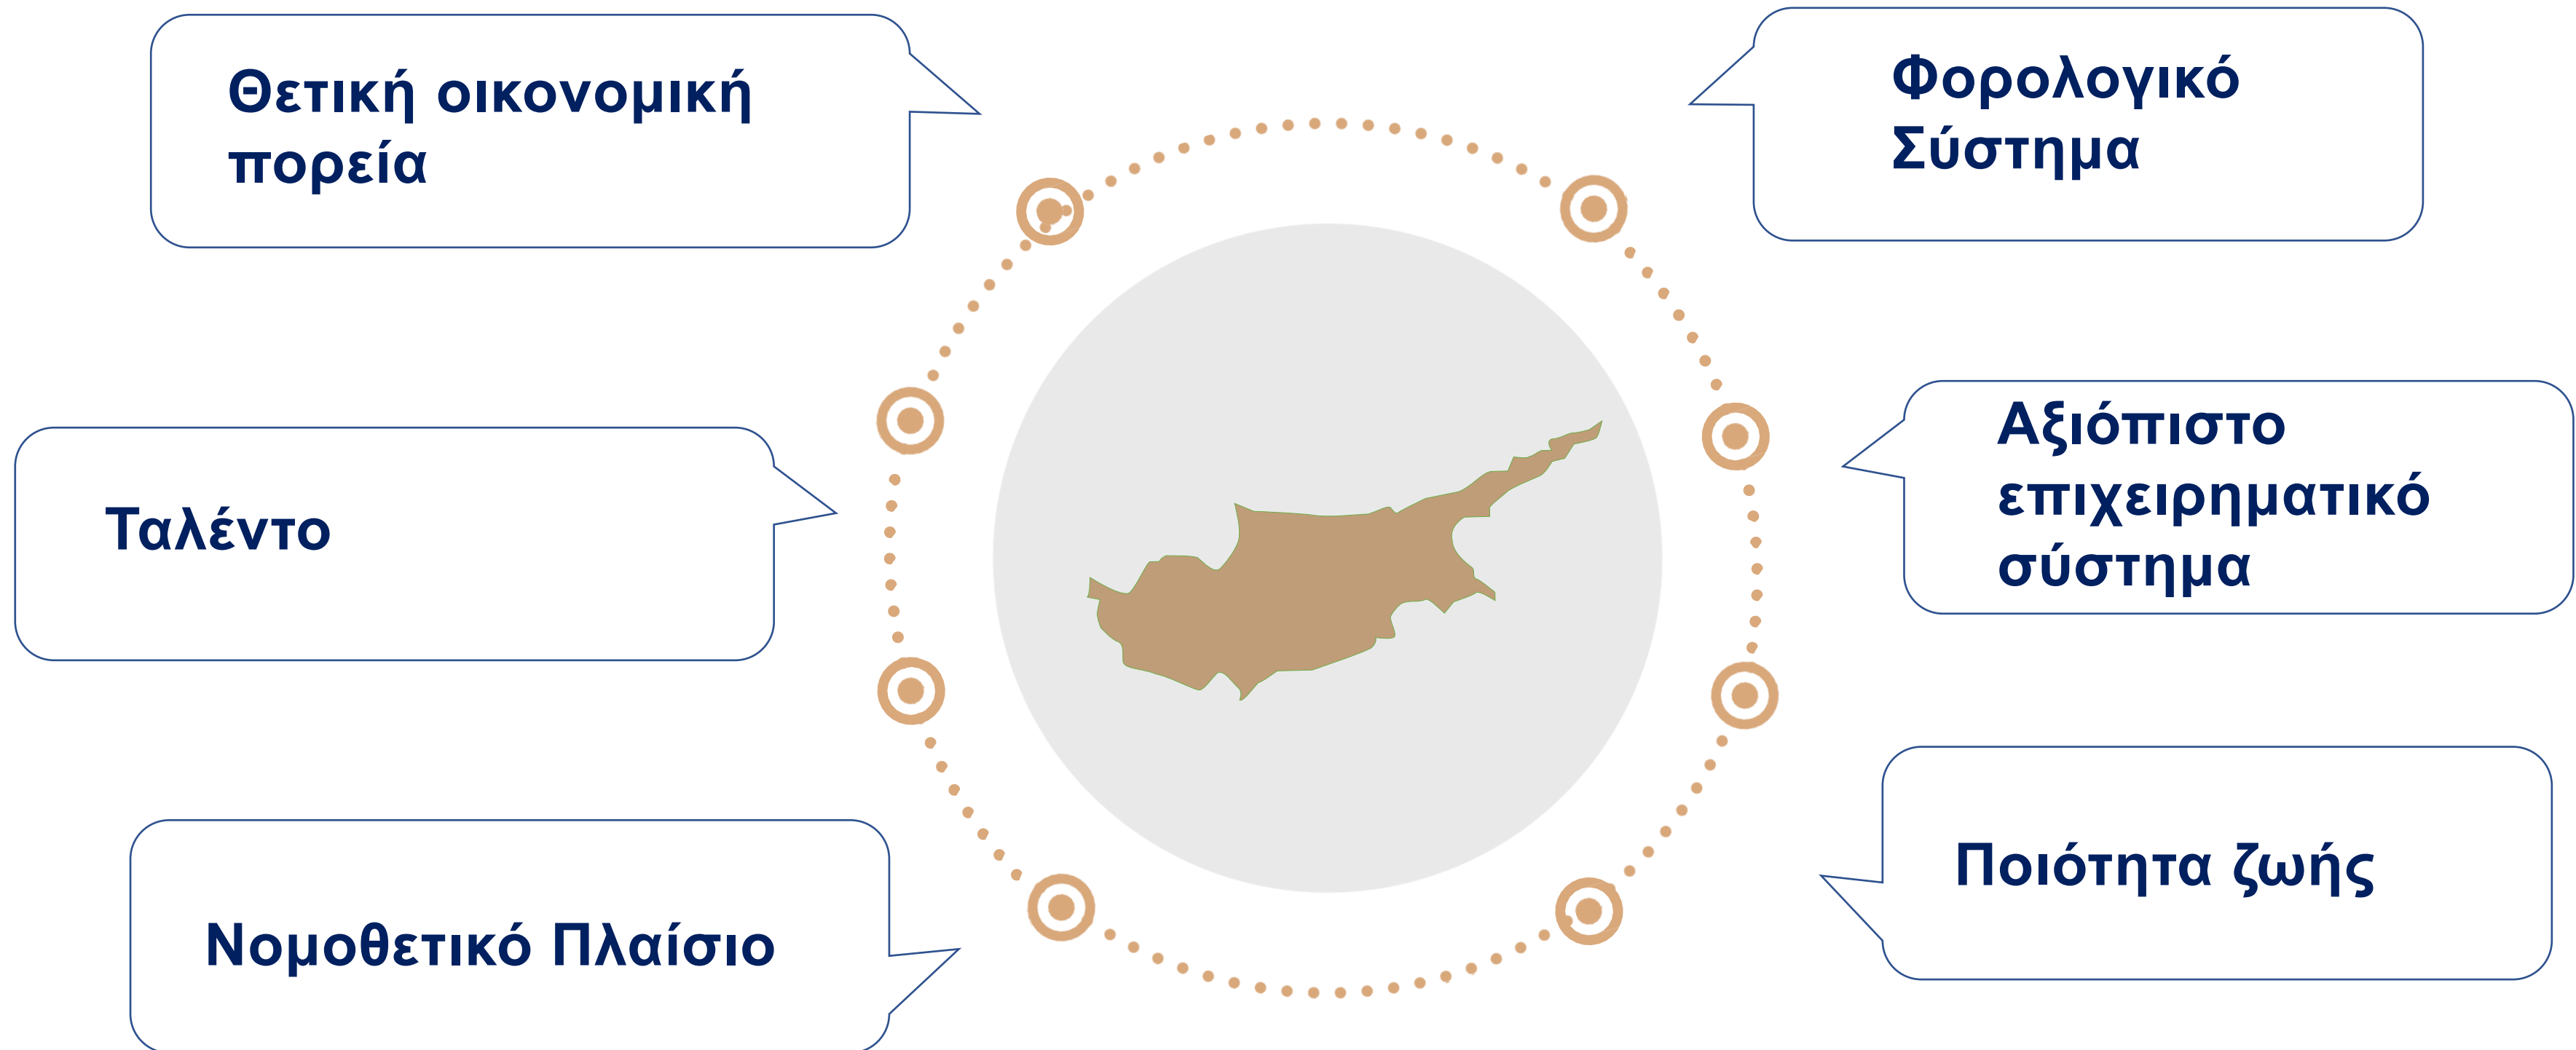 Θετική οικονομική
πορεία
Φορολογικό
Σύστημα
Ταλέντο
Αξιόπιστο
επιχειρηματικό
σύστημα
Νομοθετικό Πλαίσιο
Ποιότητα ζωής